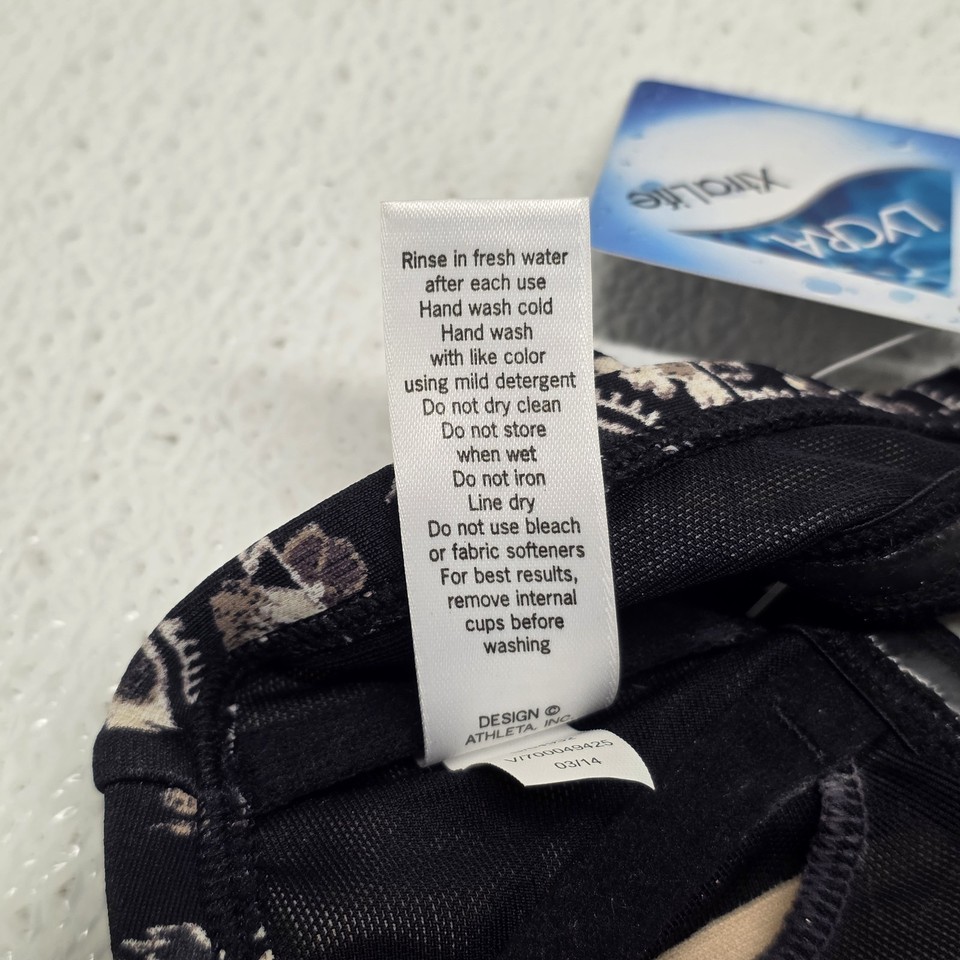 Rinse in fresh water
after each use
Hand wash cold
Hand wash
with like color
using mild detergent
Do not dry clean
Do not store
when wet
Do not iron
Line dry
Do not use bleach
or fabric softeners
For best results,
remove internal
cups before
washing
DESIGN ©
ATHLETA, INC.
V/700049425
03/14
XtraLife
LYCRA